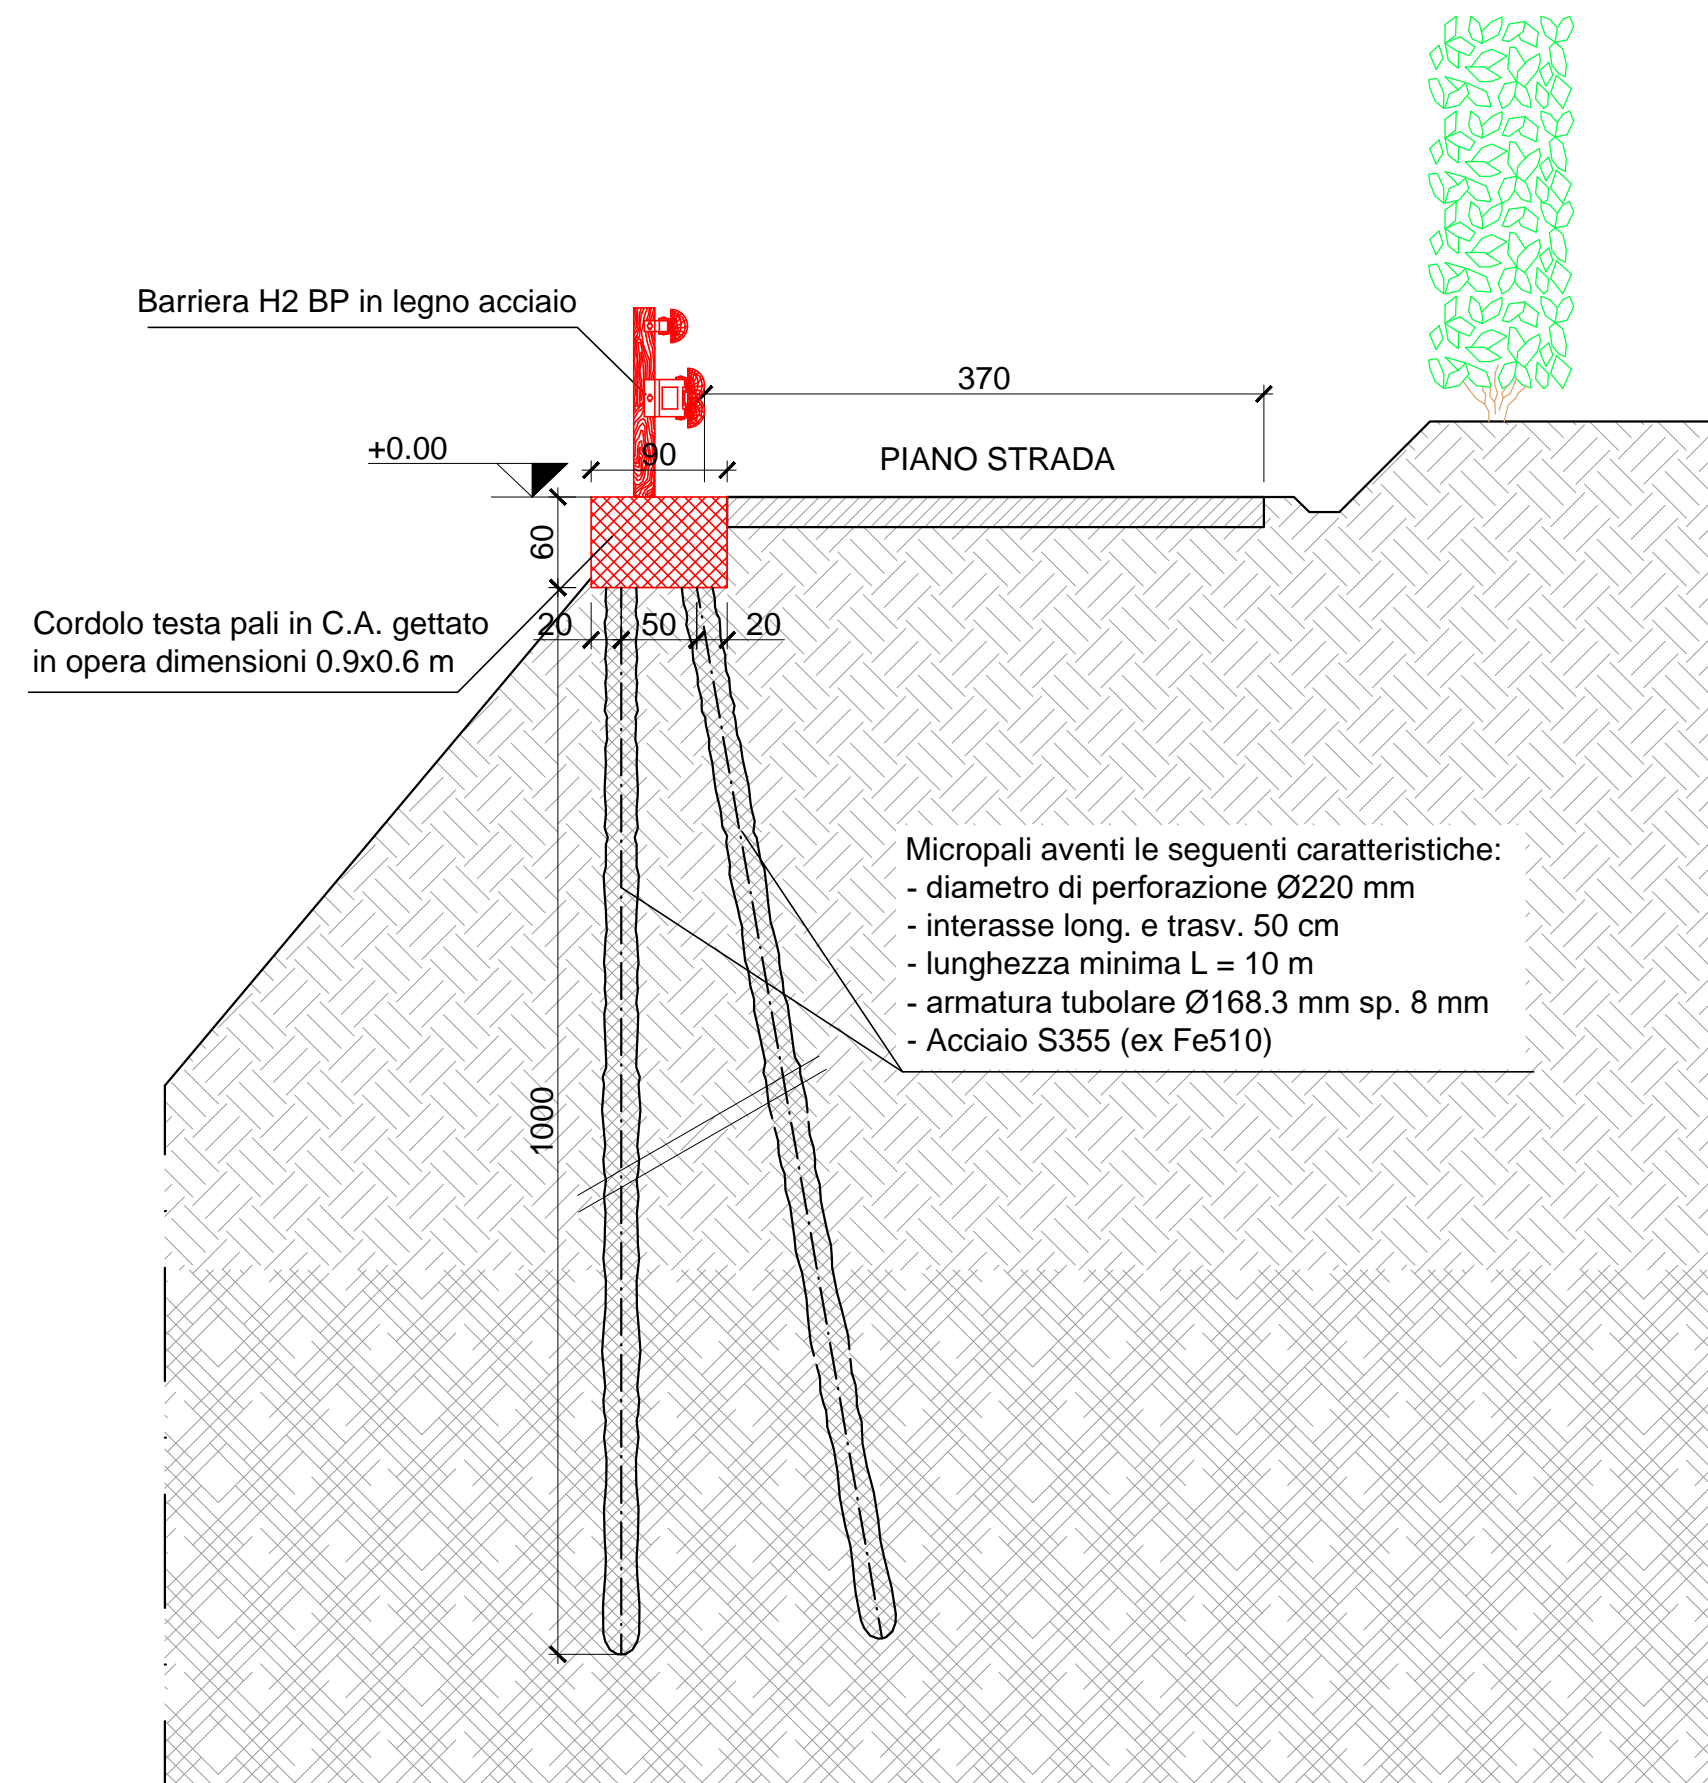 Barriera H2 BP in legno acciaio
370
+0.00
90
PIANO STRADA
60
Cordolo testa pali in C.A. gettato
in opera dimensioni 0.9x0.6 m
20
50
20
Micropali aventi le seguenti caratteristiche:
- diametro di perforazione Ø220 mm
- interasse long. e trasv. 50 cm
- lunghezza minima L = 10 m
- armatura tubolare Ø168.3 mm sp. 8 mm
- Acciaio S355 (ex Fe510)
1000